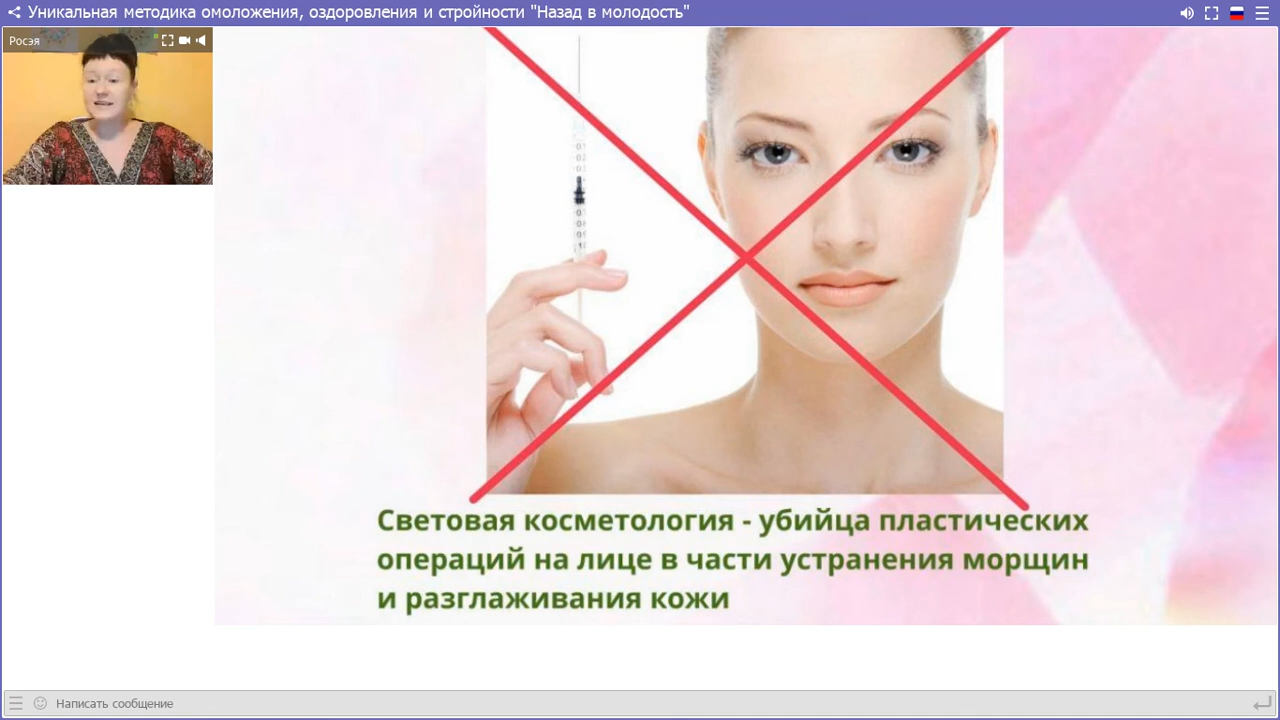 Уникальная методика омоложения, оздоровления и стройности "Назад в молодость"
Росэя
Световая косметология - убийца пластических
операций на лице в части устранения морщин
и разглаживания кожи
Написать сообщение